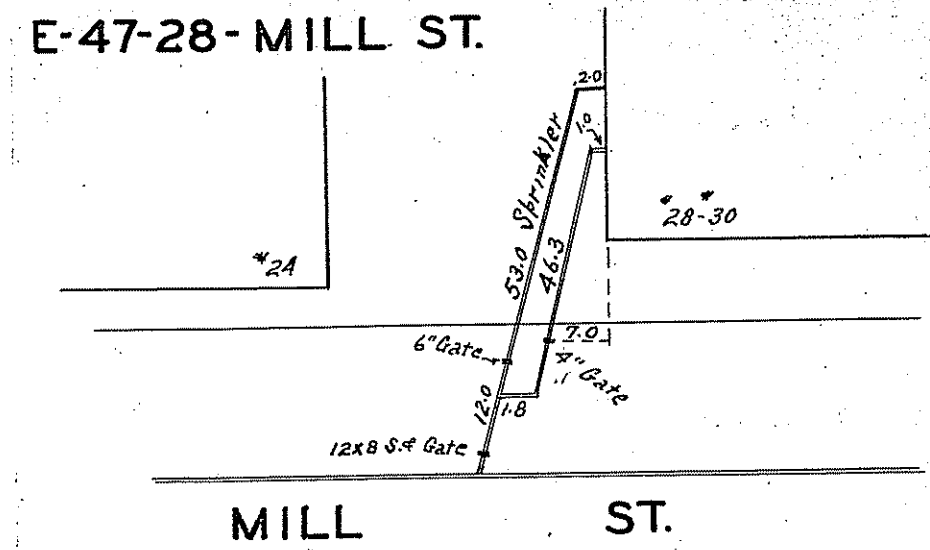 E-47-28- MILL ST.
2.0
1.0
Sprinkler
53.0
46.3
#28-#30
#24
7.0
6" Gate
4" Gate
12.0
1.8
12x8 S.& Gate
MILL ST.